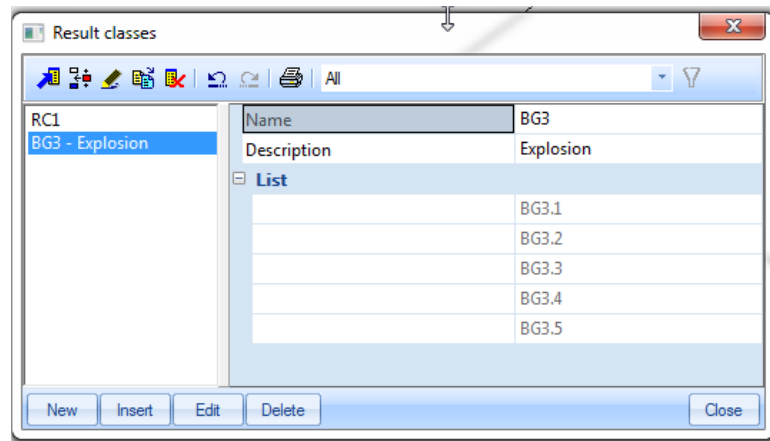 Result classes
All
RC1
BG3 - Explosion
Name BG3
Description Explosion
List
BG3.1
BG3.2
BG3.3
BG3.4
BG3.5
New Insert Edit Delete Close